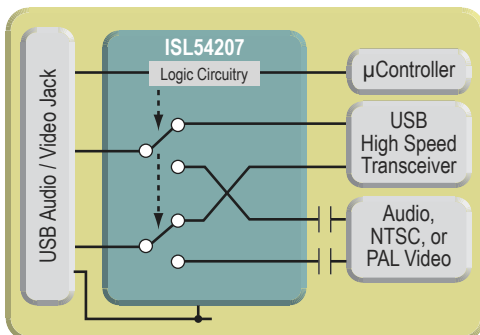 ISL54207
Logic Circuitry
USB Audio / Video Jack
µController
USB
High Speed
Transceiver
Audio,
NTSC, or
PAL Video